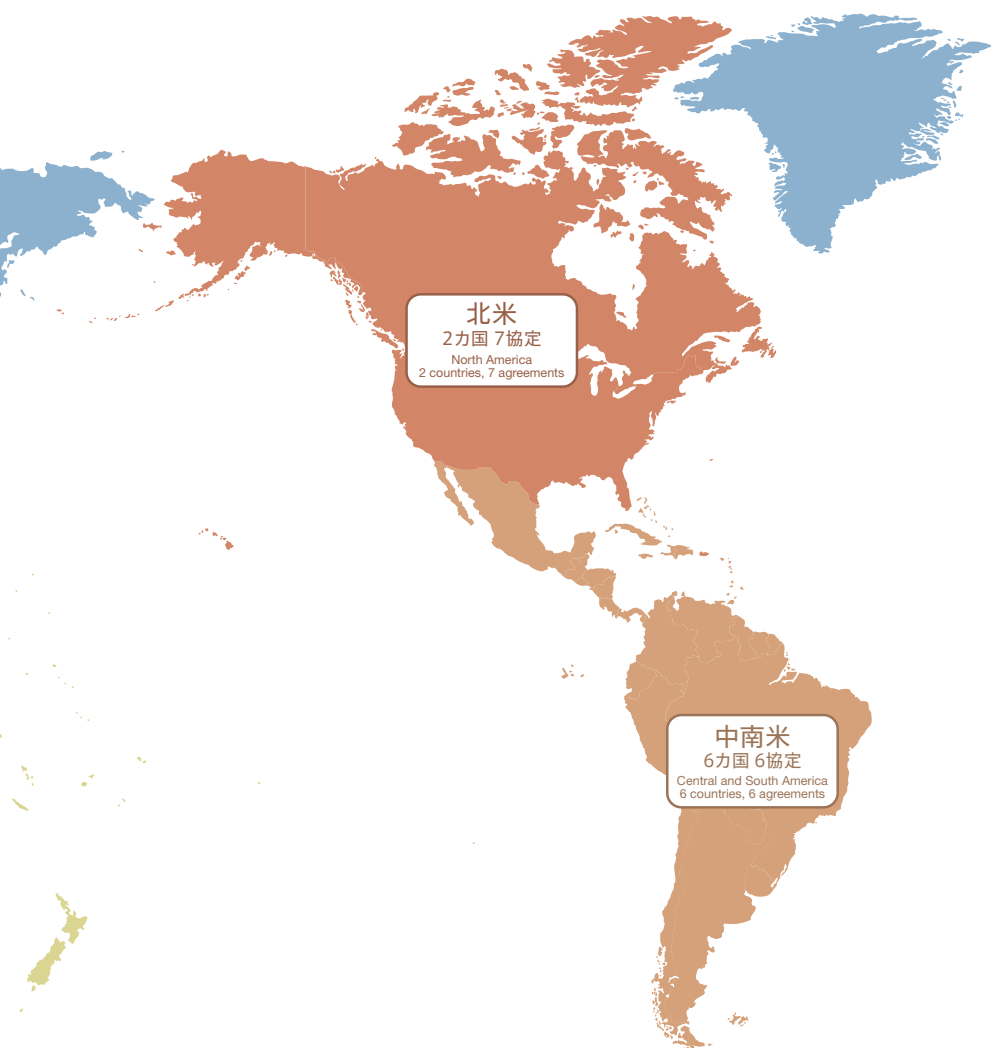 北米
2カ国 7協定
North America
2 countries, 7 agreements
中南米
6カ国 6協定
Central and South America
6 countries, 6 agreements